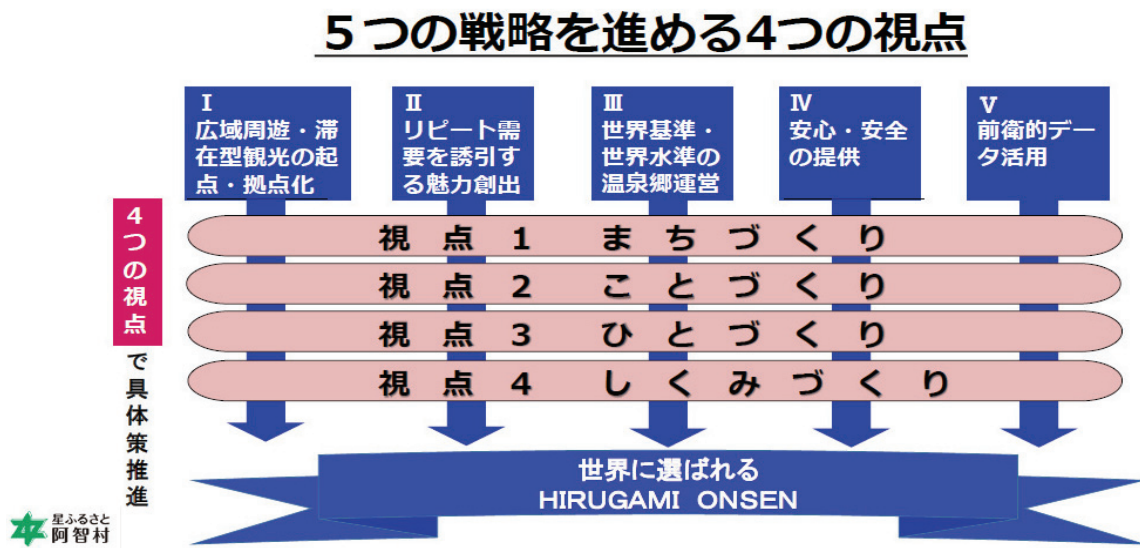 5つの戦略を進める4つの視点
Ⅰ
広域周遊・滞
在型観光の起
点・拠点化
Ⅱ
リピート需
要を誘引す
る魅力創出
Ⅲ
世界基準・
世界水準の
温泉郷運営
Ⅳ
安心・安全
の提供
Ⅴ
前衛的デー
タ活用
4つの視点
で具体策推進
視点1 まちづくり
視点2 ことづくり
視点3 ひとづくり
視点4 しくみづくり
世界に選ばれる
HIRUGAMI ONSEN
星ふるさと
阿智村